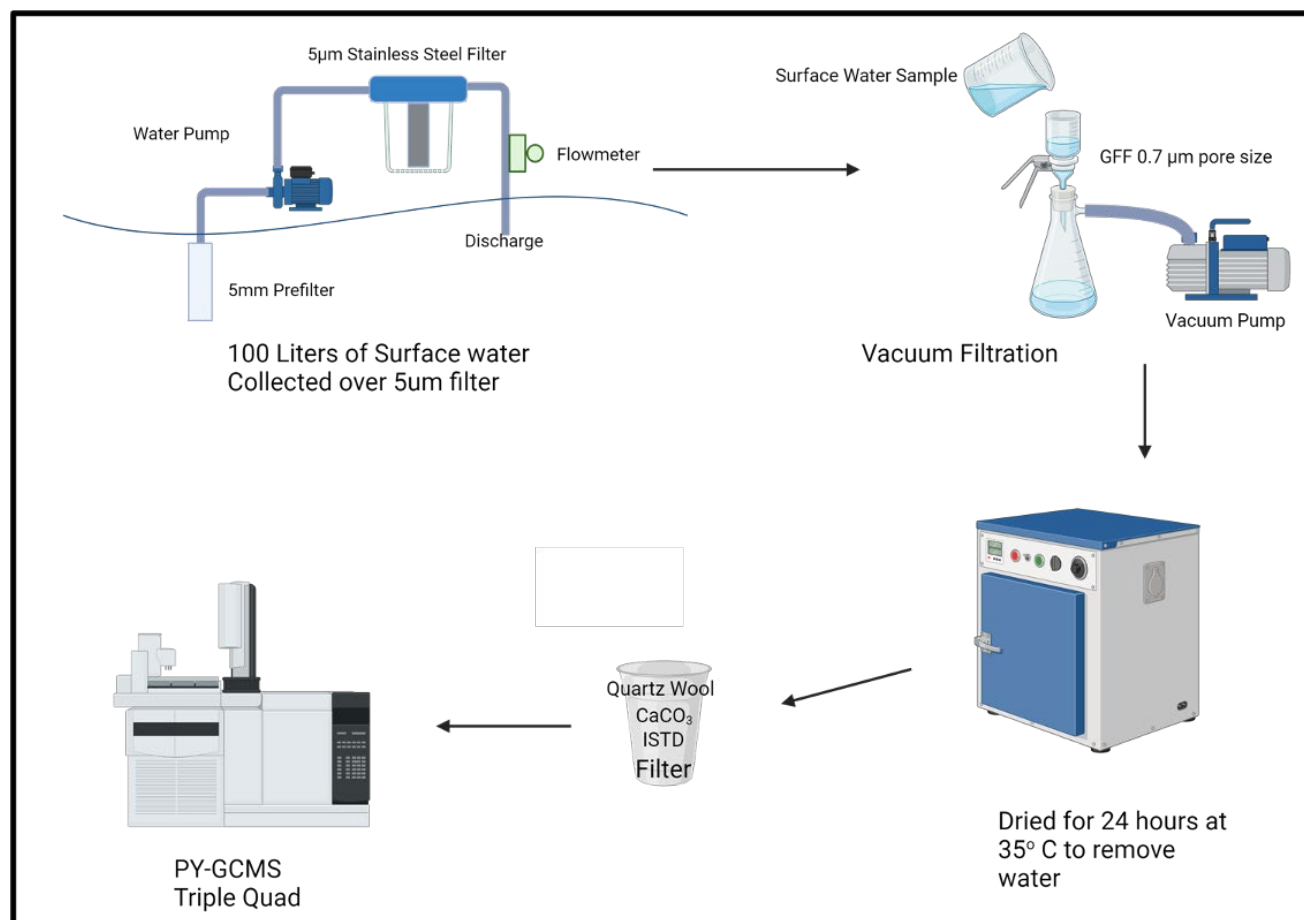 5µm Stainless Steel Filter
Water Pump
Flowmeter
Discharge
5mm Prefilter
100 Liters of Surface water
Collected over 5um filter
Surface Water Sample
GFF 0.7 µm pore size
Vacuum Pump
Vacuum Filtration
Dried for 24 hours at
35° C to remove
water
Quartz Wool
CaCO₃
ISTD
Filter
PY-GCMS
Triple Quad